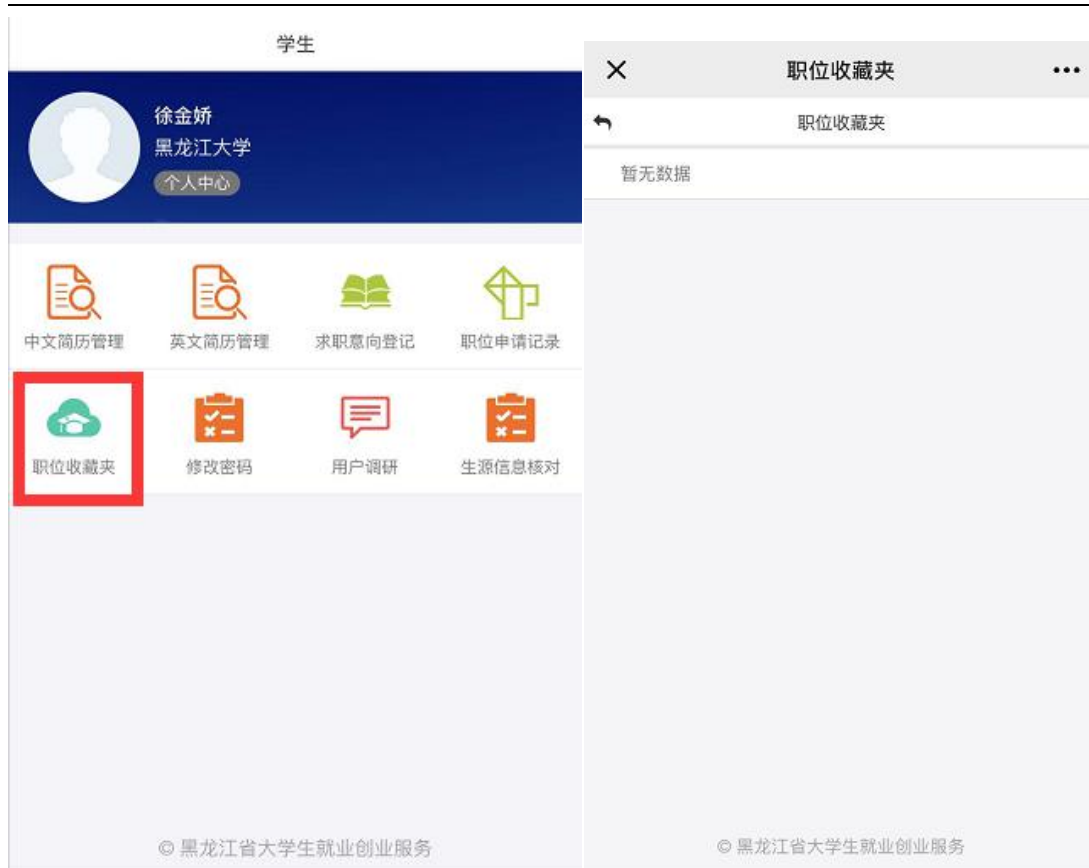 学生
徐金娇
黑龙江大学
个人中心
中文简历管理
英文简历管理
求职意向登记
职位申请记录
职位收藏夹
修改密码
用户调研
生源信息核对
© 黑龙江省大学生就业创业服务
职位收藏夹
职位收藏夹
暂无数据
© 黑龙江省大学生就业创业服务